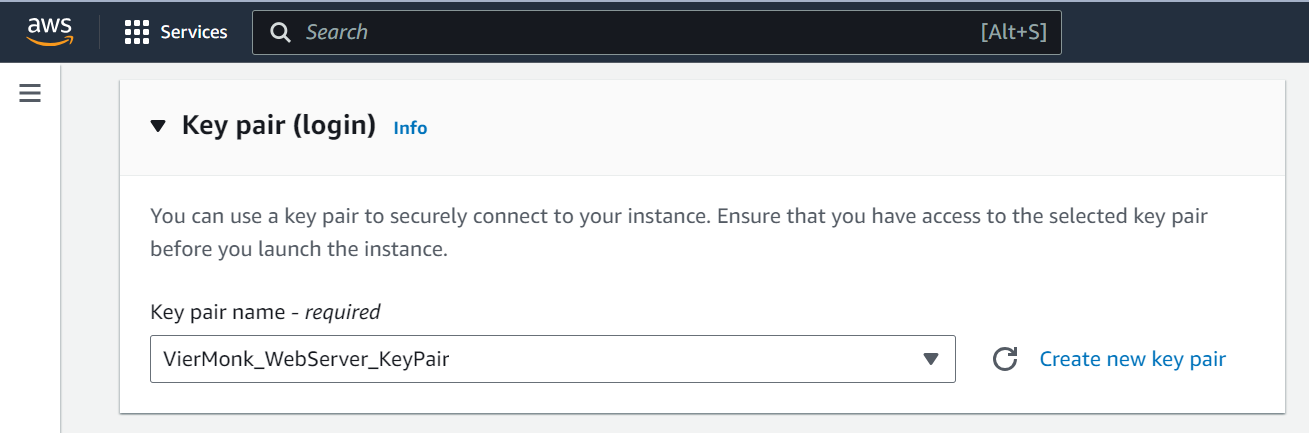 aws
Services
Search
[Alt+S]
Key pair (login) Info
You can use a key pair to securely connect to your instance. Ensure that you have access to the selected key pair
before you launch the instance.
Key pair name - required
VierMonk_WebServer_KeyPair
Create new key pair